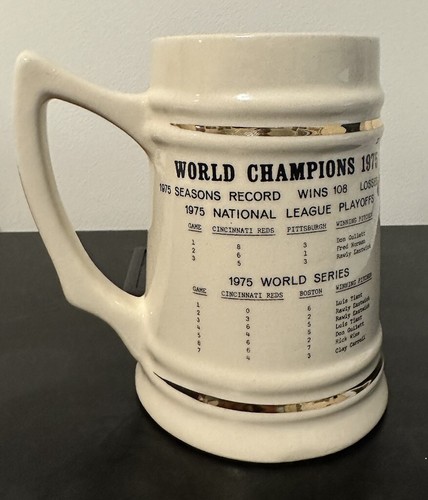 WORLD CHAMPIONS 1975
1975 SEASONS RECORD WINS 108 LOSSES
1975 NATIONAL LEAGUE PLAYOFFS
GAME CINCINNATI REDS PITTSBURGH WINNING PITCHER
1 8 3 Don Gullett
2 6 1 Fred Norman
3 5 3 Rawly Eastwick
1975 WORLD SERIES
GAME CINCINNATI REDS BOSTON WINNING PITCHER
1 0 6 Luis Tiant
2 3 2 Rawly Eastwick
3 6 5 Rawly Eastwick
4 4 5 Luis Tiant
5 6 2 Don Gullett
6 6 7 Rick Wise
7 4 3 Clay Carroll